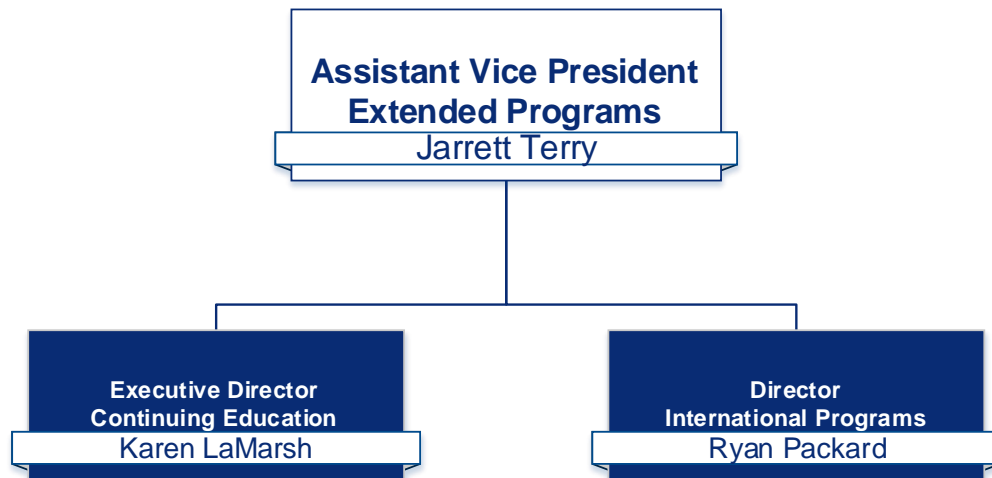 Assistant Vice President
Extended Programs
Jarrett Terry
Executive Director
Continuing Education
Karen LaMarsh
Director
International Programs
Ryan Packard